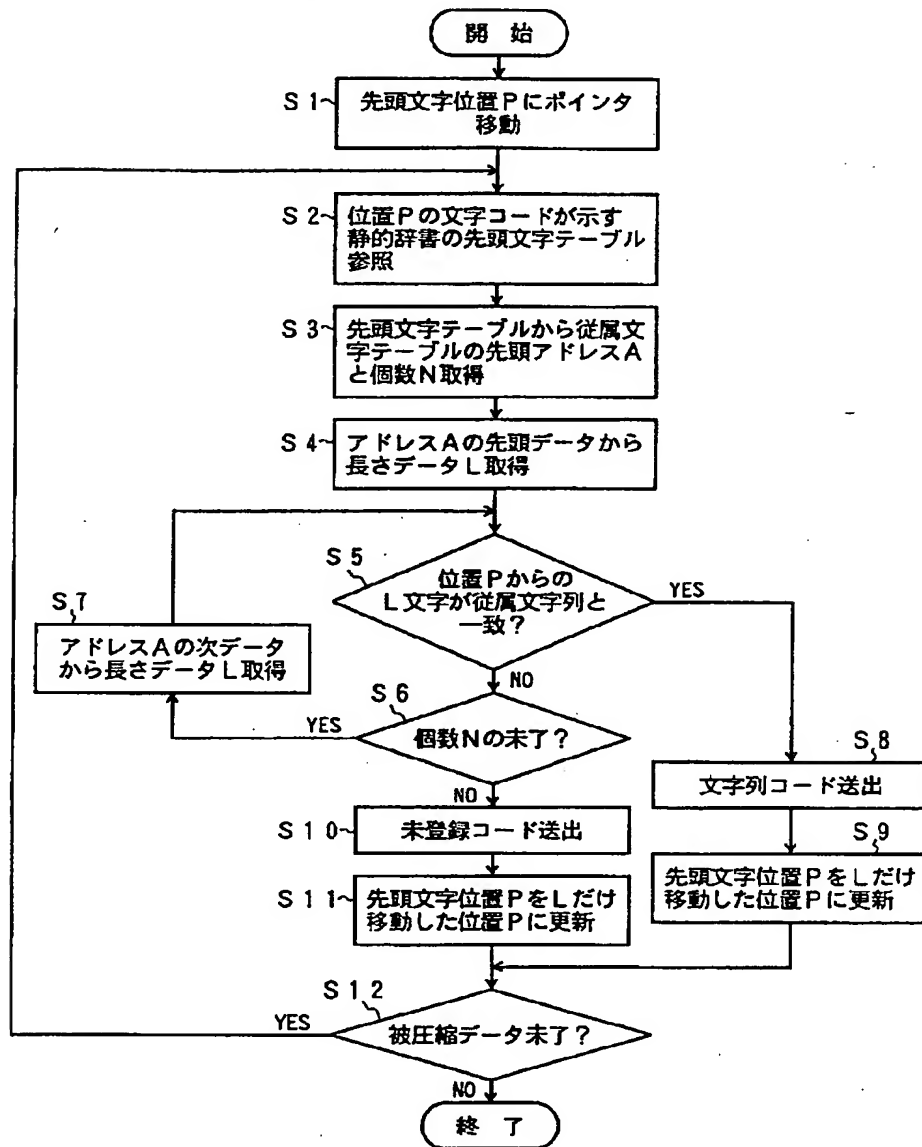 開 始
S1
先頭文字位置Pにポインタ
移動
S2
位置Pの文字コードが示す
静的辞書の先頭文字テーブル
参照
S3
先頭文字テーブルから従属文
字テーブルの先頭アドレスA
と個数N取得
S4
アドレスAの先頭データから
長さデータL取得
S5
位置Pからの
L文字が従属文字列と
一致?
YES
S7
アドレスAの次データ
から長さデータL取得
NO
S6
YES
個数Nの未了?
S8
文字列コード送出
NO
S10
未登録コード送出
S9
先頭文字位置PをLだけ
移動した位置Pに更新
S11
先頭文字位置PをLだけ
移動した位置Pに更新
S12
YES
被圧縮データ未了?
NO
終 了